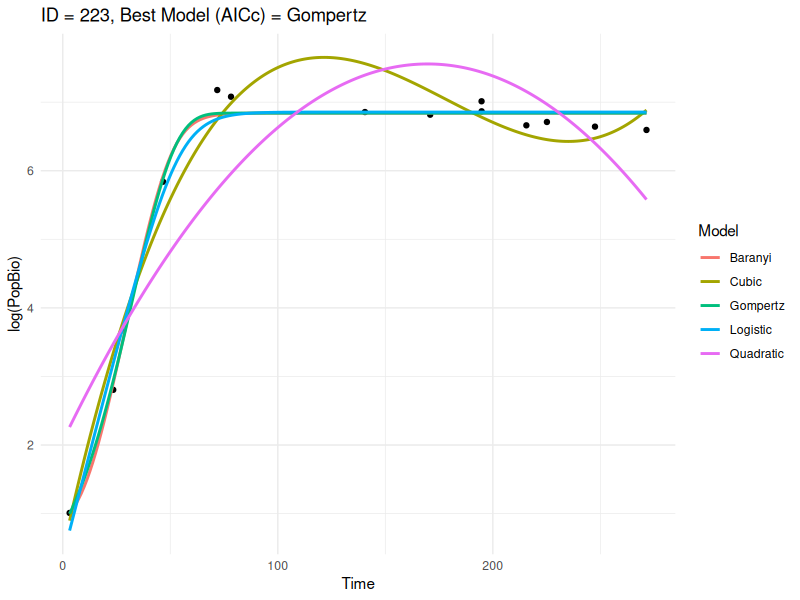 ID = 223, Best Model (AICc) = Gompertz
log(PopBio)
6
4
2
0
100
200
Time
Model
Baranyi
Cubic
Gompertz
Logistic
Quadratic